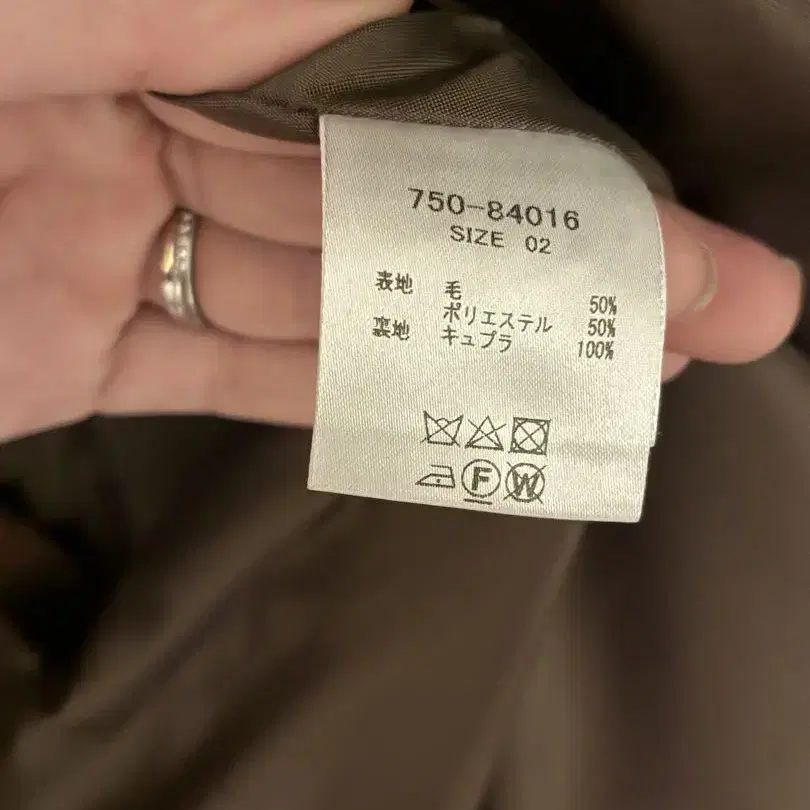 750-84016
SIZE 02
表地 毛 50%
ポリエステル 50%
裏地 キュプラ 100%
F W